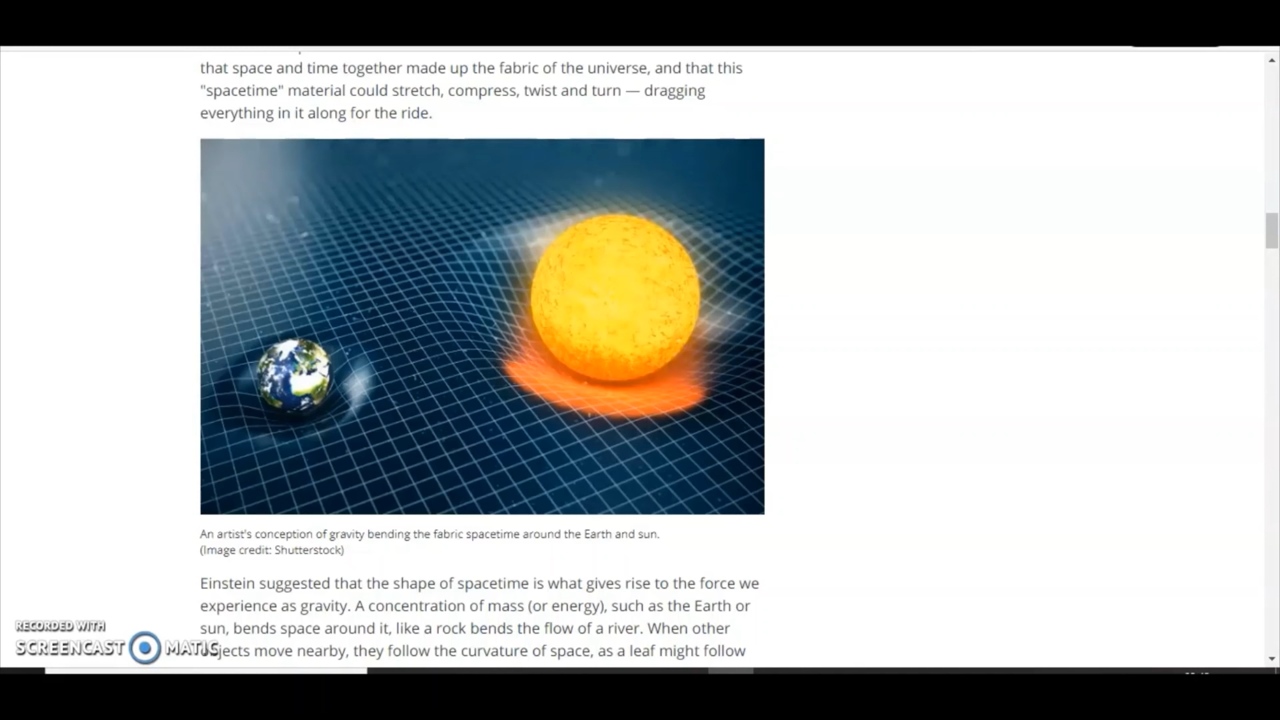 that space and time together made up the fabric of the universe, and that this
"spacetime" material could stretch, compress, twist and turn — dragging
everything in it along for the ride.
An artist's conception of gravity bending the fabric spacetime around the Earth and sun.
(Image credit: Shutterstock)
Einstein suggested that the shape of spacetime is what gives rise to the force we
experience as gravity. A concentration of mass (or energy), such as the Earth or
sun, bends space around it, like a rock bends the flow of a river. When other
objects move nearby, they follow the curvature of space, as a leaf might follow
RECORDED WITH
SCREENCAST MATIC